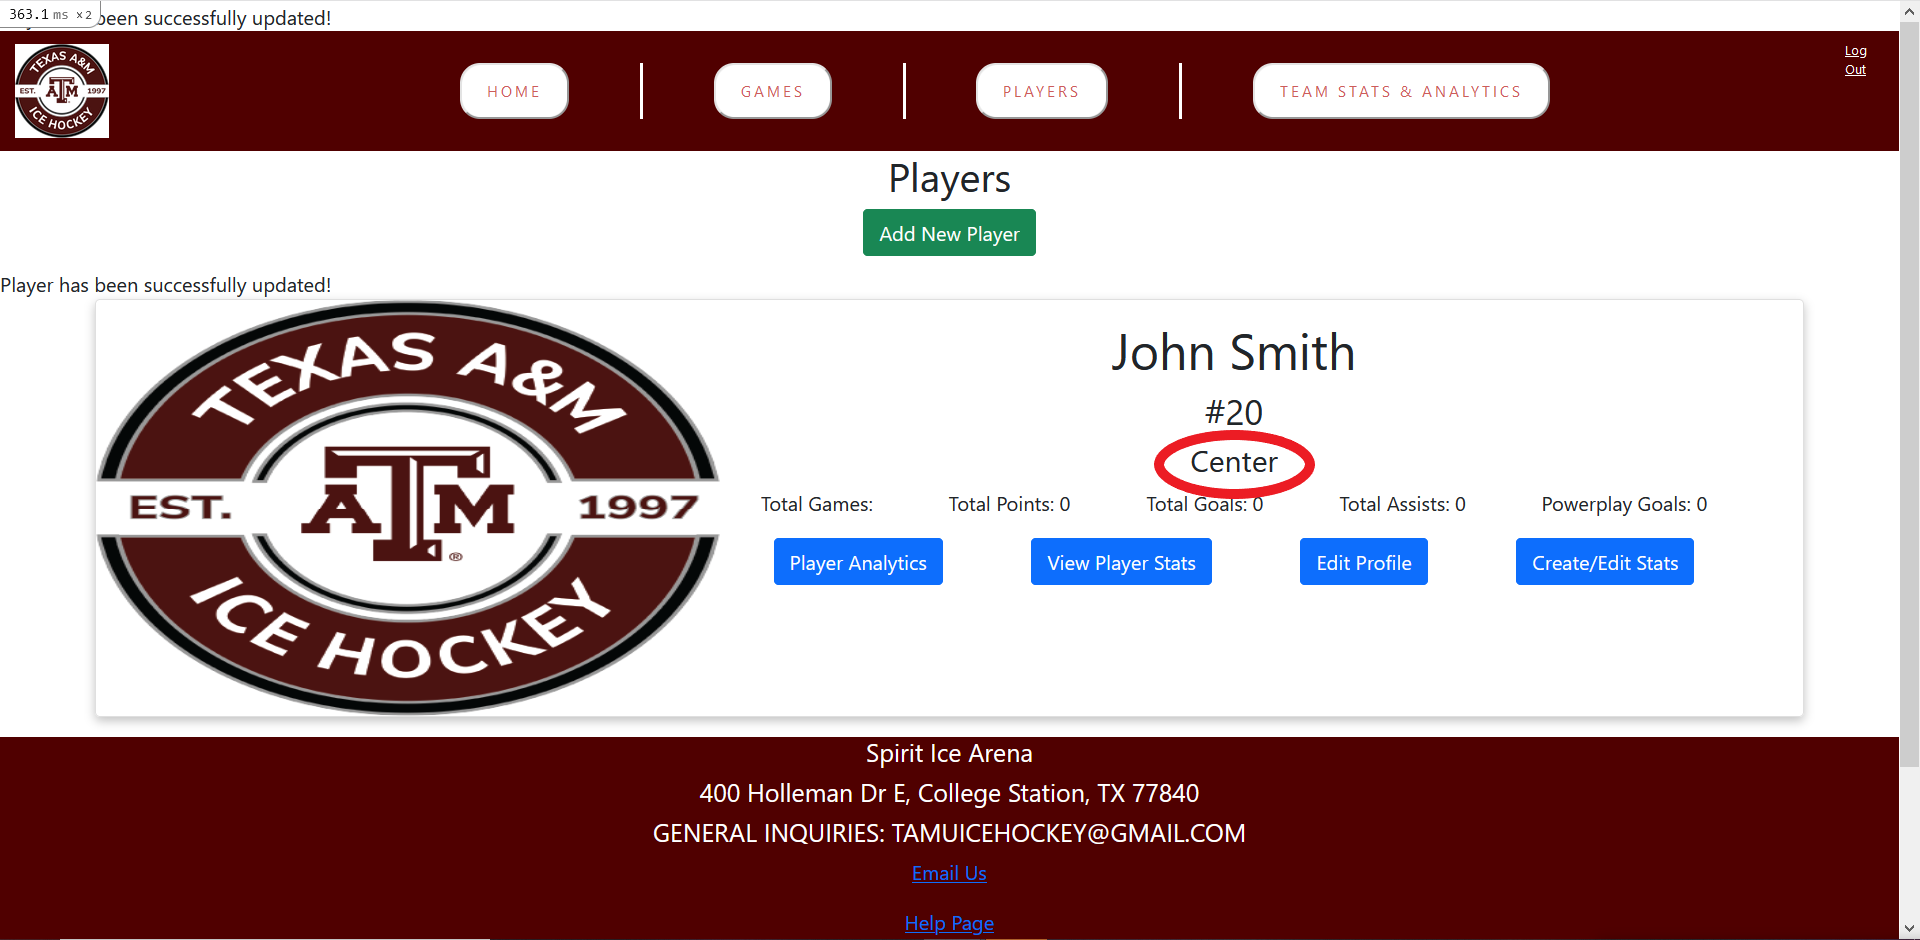 363.1 ms ×2
been successfully updated!
TEXAS A&M
EST. ATM 1997
ICE HOCKEY
HOME
GAMES
PLAYERS
TEAM STATS & ANALYTICS
Log
Out
Players
Add New Player
Player has been successfully updated!
TEXAS A&M
EST. ATM ® 1997
ICE HOCKEY
John Smith
#20
Center
Total Games: Total Points: 0 Total Goals: 0 Total Assists: 0 Powerplay Goals: 0
Player Analytics View Player Stats Edit Profile Create/Edit Stats
Spirit Ice Arena
400 Holleman Dr E, College Station, TX 77840
GENERAL INQUIRIES: TAMUICEHOCKEY@GMAIL.COM
Email Us
Help Page